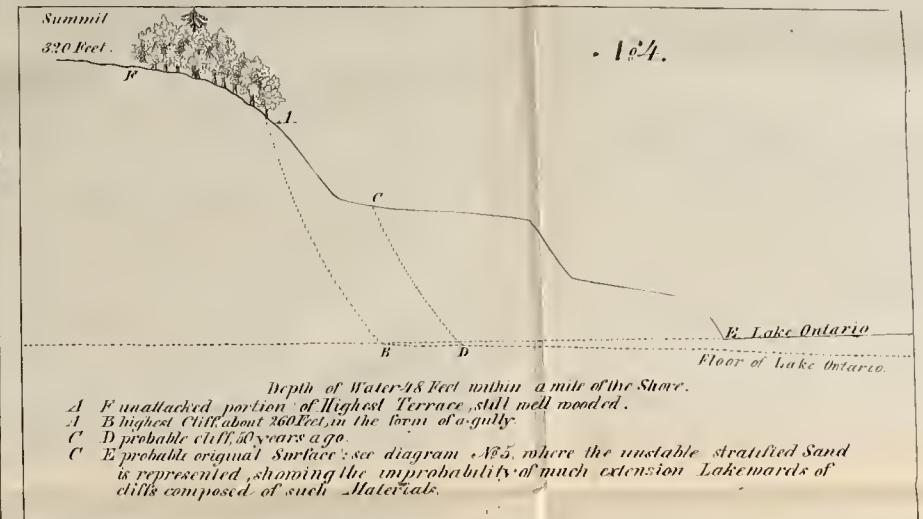 Summit
320 Feet.
No 4.
F
A
C
E. Lake Ontario
B D
Floor of Lake Ontario.
Depth of Water 48 Feet within a mile of the Shore.
A F unattacked portion of Highest Terrace, still well wooded.
A B highest Cliff, about 260 Feet, in the form of a gully.
C D probable cliff, 50 years ago.
C E probable original Surface: see diagram No 5, where the unstable stratified Sand
is represented, showing the improbability of much extension Lakewards of
cliffs composed of such Materials.